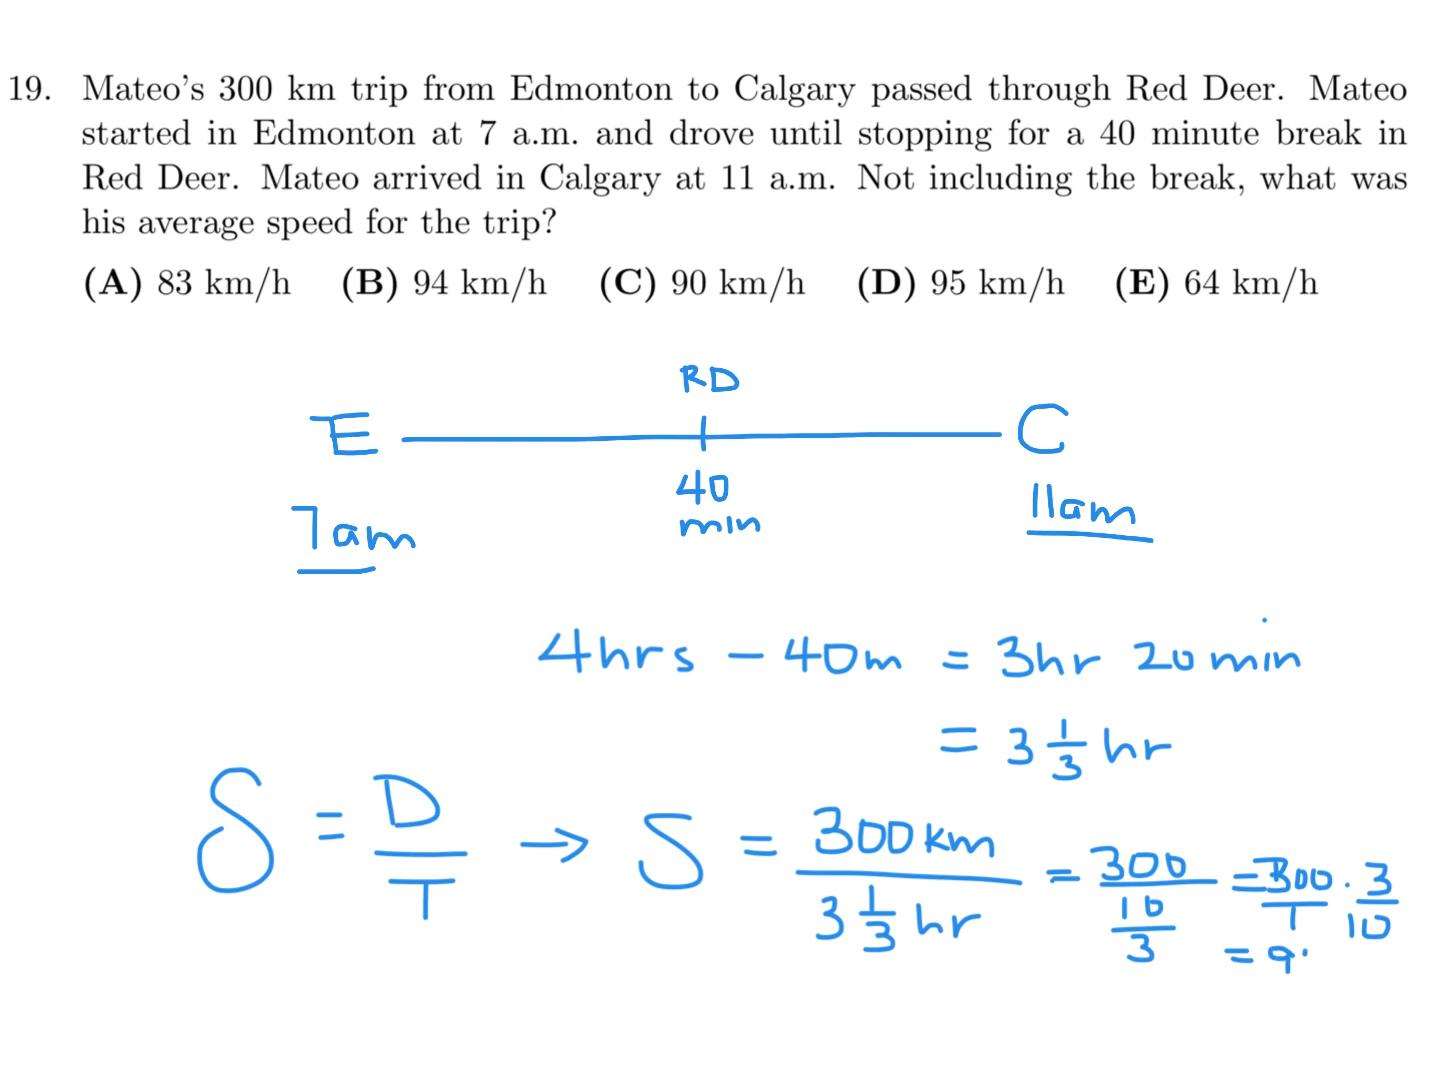 19. Mateo's 300 km trip from Edmonton to Calgary passed through Red Deer. Mateo
started in Edmonton at 7 a.m. and drove until stopping for a 40 minute break in
Red Deer. Mateo arrived in Calgary at 11 a.m. Not including the break, what was
his average speed for the trip?
(A) 83 km/h (B) 94 km/h (C) 90 km/h (D) 95 km/h (E) 64 km/h
RD
E C
40
min
7am 11am
4hrs - 40m = 3hr 20min
= 3 1/3 hr
S = D/T → S = 300km / 3 1/3 hr = 300 / (10/3) = 300/1 · 3/10
= 9